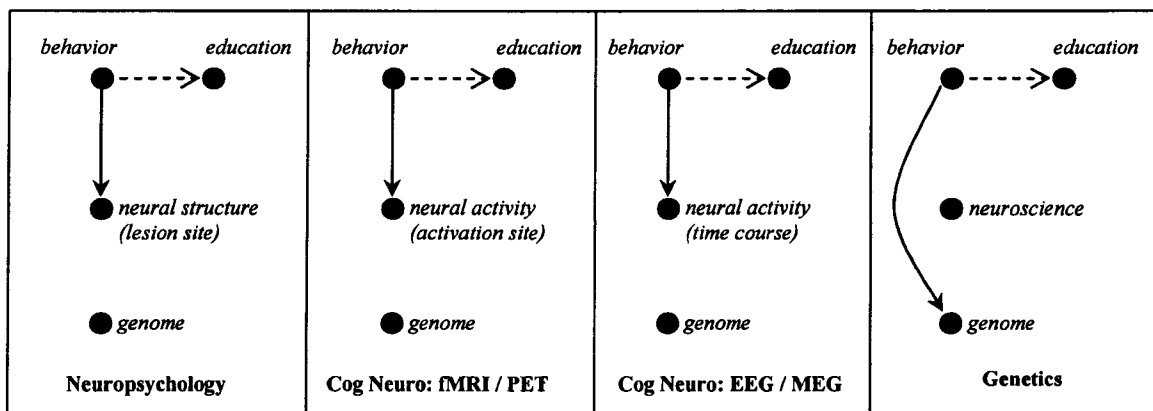 behavior education
neural structure
(lesion site)
genome
Neuropsychology
behavior education
neural activity
(activation site)
genome
Cog Neuro: fMRI / PET
behavior education
neural activity
(time course)
genome
Cog Neuro: EEG / MEG
behavior education
neuroscience
genome
Genetics